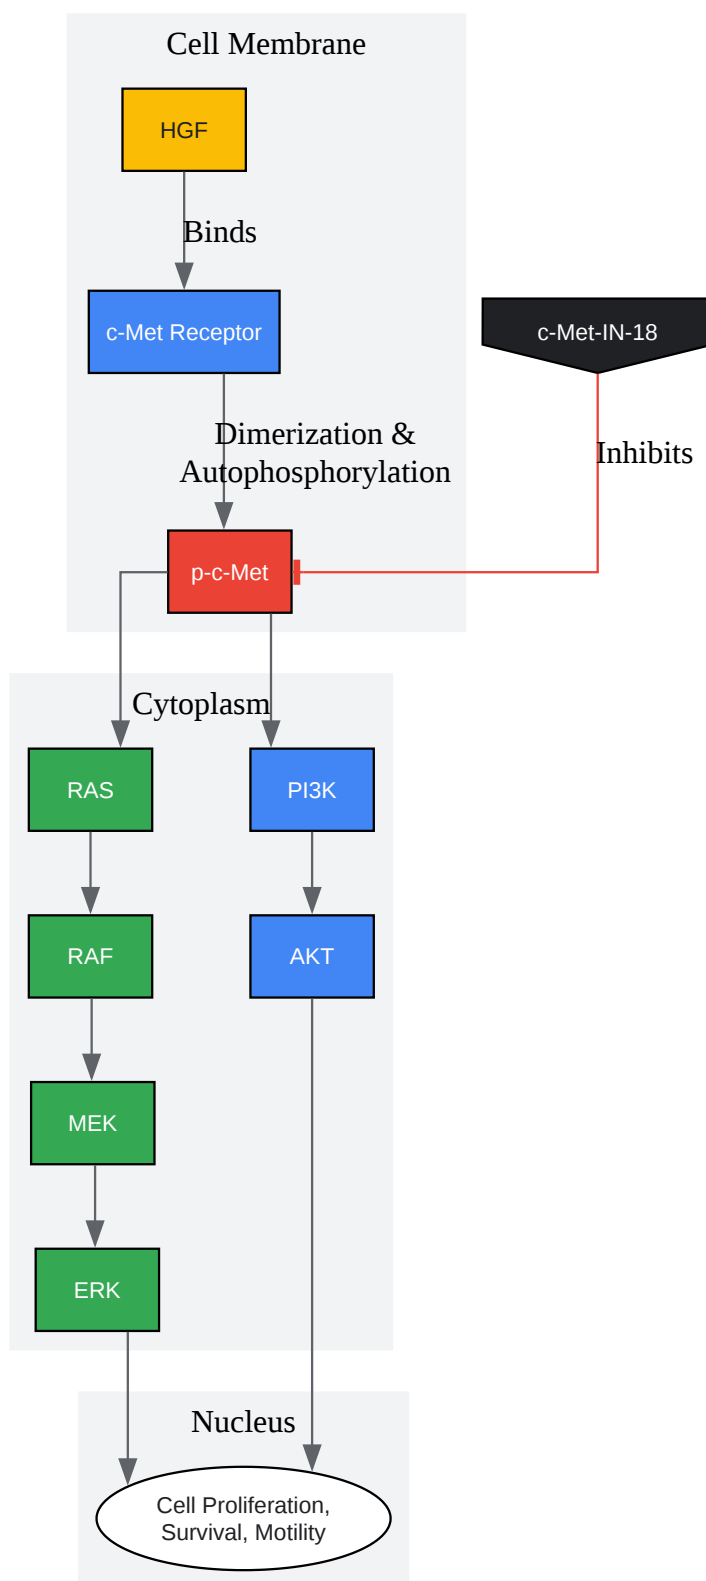 Cell Membrane
HGF
Binds
c-Met Receptor
c-Met-IN-18
Dimerization &
Autophosphorylation
Inhibits
p-c-Met
Cytoplasm
RAS
PI3K
RAF
AKT
MEK
ERK
Nucleus
Cell Proliferation,
Survival, Motility